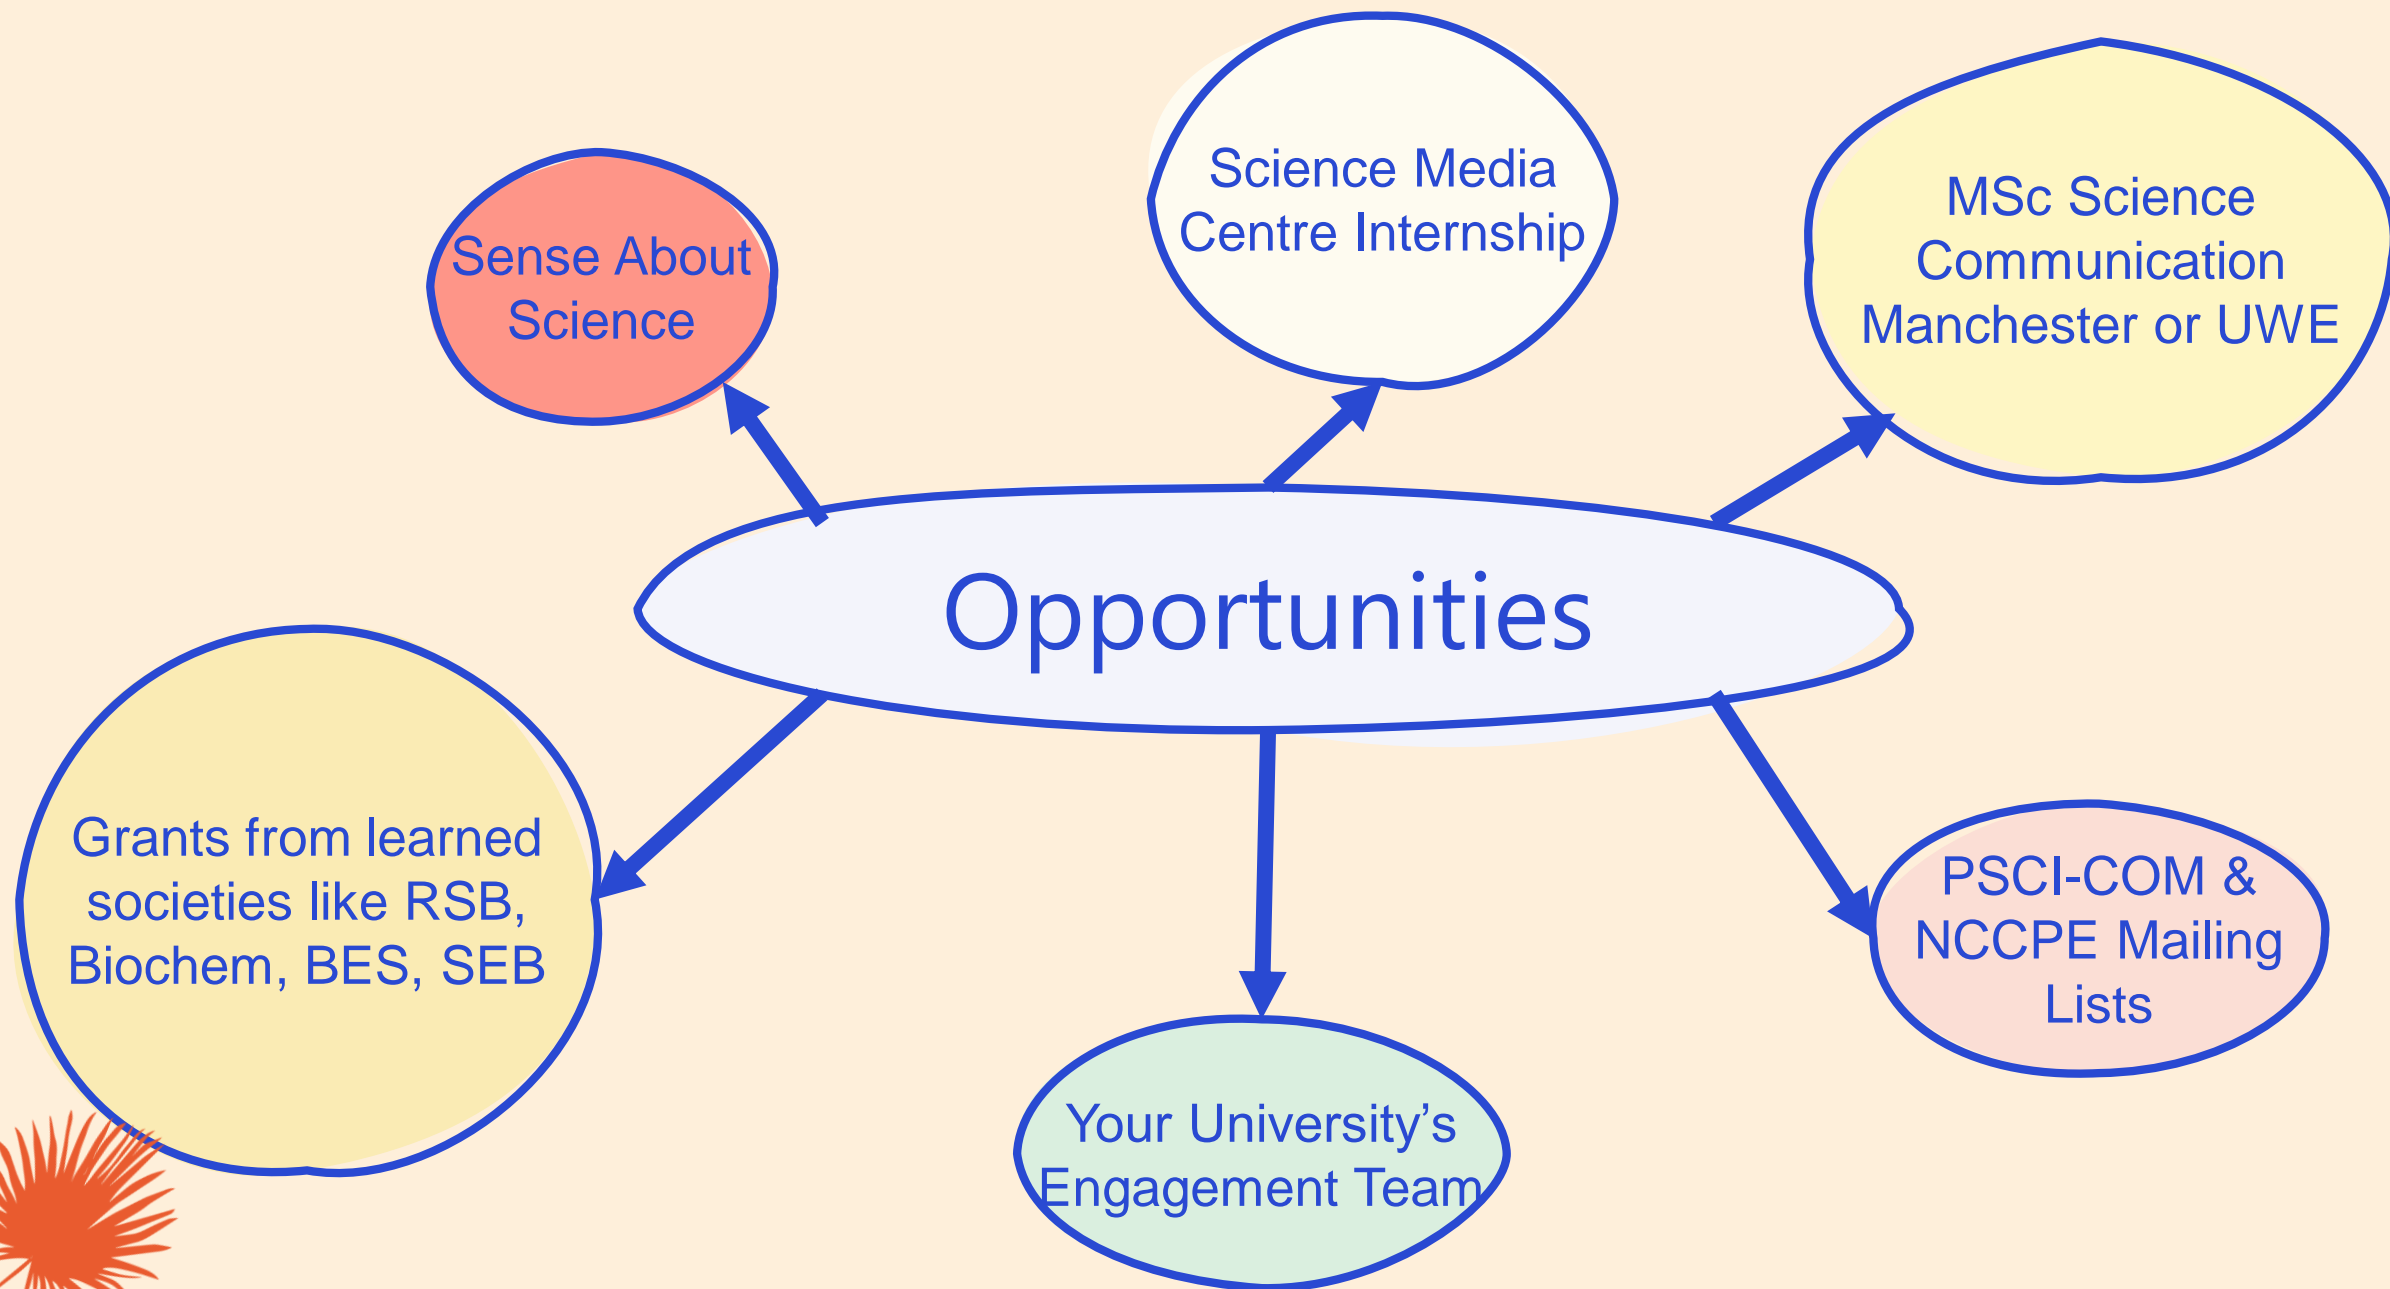 Science Media
Centre Internship
MSc Science
Communication
Manchester or UWE
Sense About
Science
Opportunities
Grants from learned
societies like RSB,
Biochem, BES, SEB
PSCI-COM &
NCCPE Mailing
Lists
Your University’s
Engagement Team